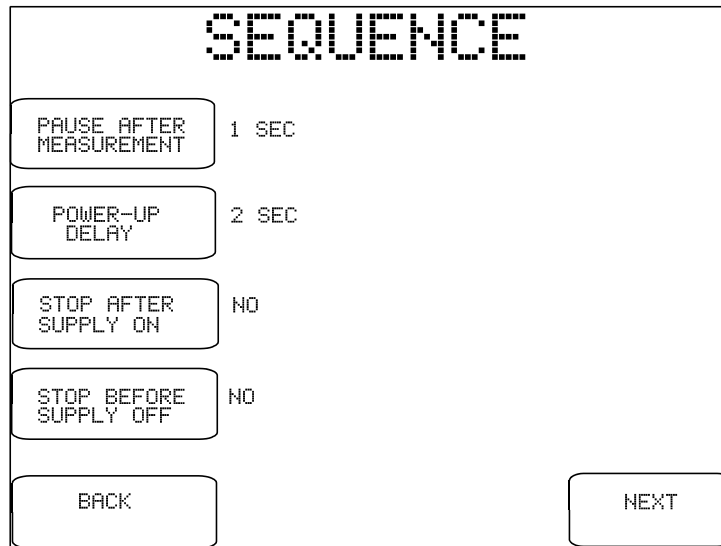 SEQUENCE
PAUSE AFTER
MEASUREMENT
1 SEC
POWER-UP
DELAY
2 SEC
STOP AFTER
SUPPLY ON
NO
STOP BEFORE
SUPPLY OFF
NO
BACK
NEXT